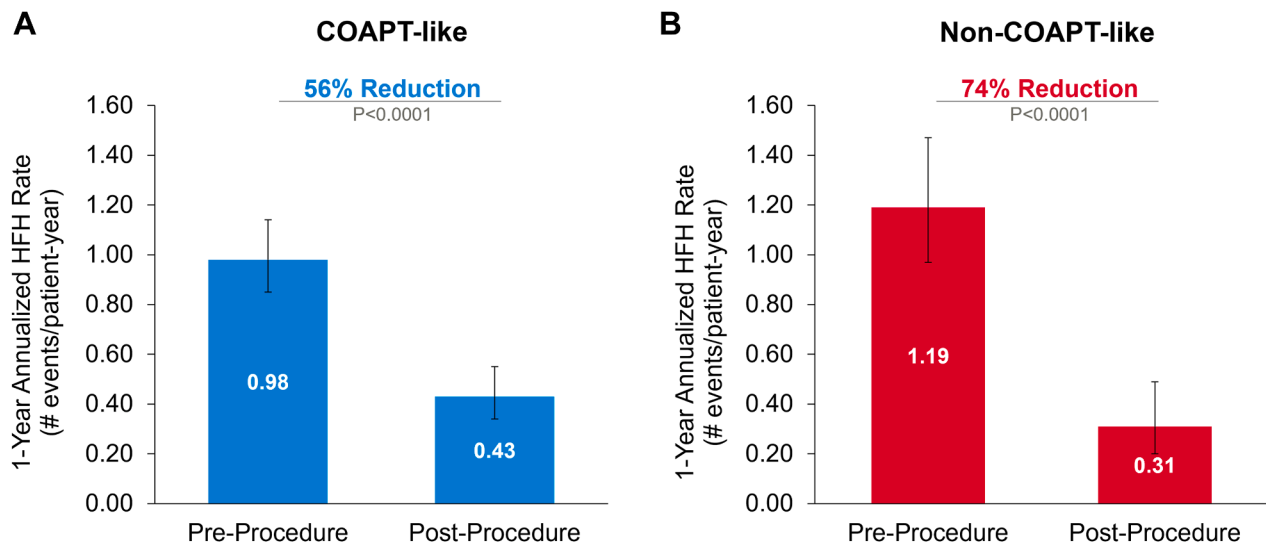 A
COAPT-like
56% Reduction
P<0.0001
1-Year Annualized HFH Rate
(# events/patient-year)
1.60
1.40
1.20
1.00
0.80
0.60
0.40
0.20
0.00
0.98
0.43
Pre-Procedure
Post-Procedure
B
Non-COAPT-like
74% Reduction
P<0.0001
1-Year Annualized HFH Rate
(# events/patient-year)
1.60
1.40
1.20
1.00
0.80
0.60
0.40
0.20
0.00
1.19
0.31
Pre-Procedure
Post-Procedure